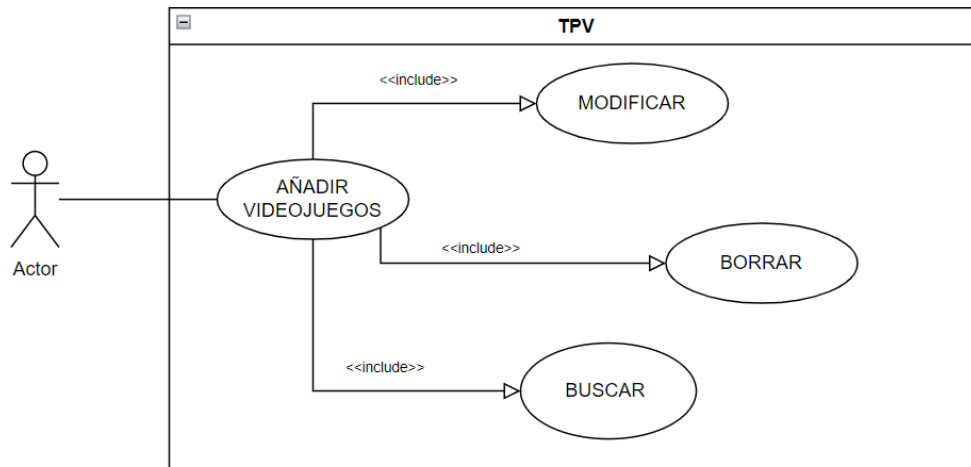 TPV
<<include>>
MODIFICAR
AÑADIR
VIDEOJUEGOS
Actor
<<include>>
BORRAR
<<include>>
BUSCAR